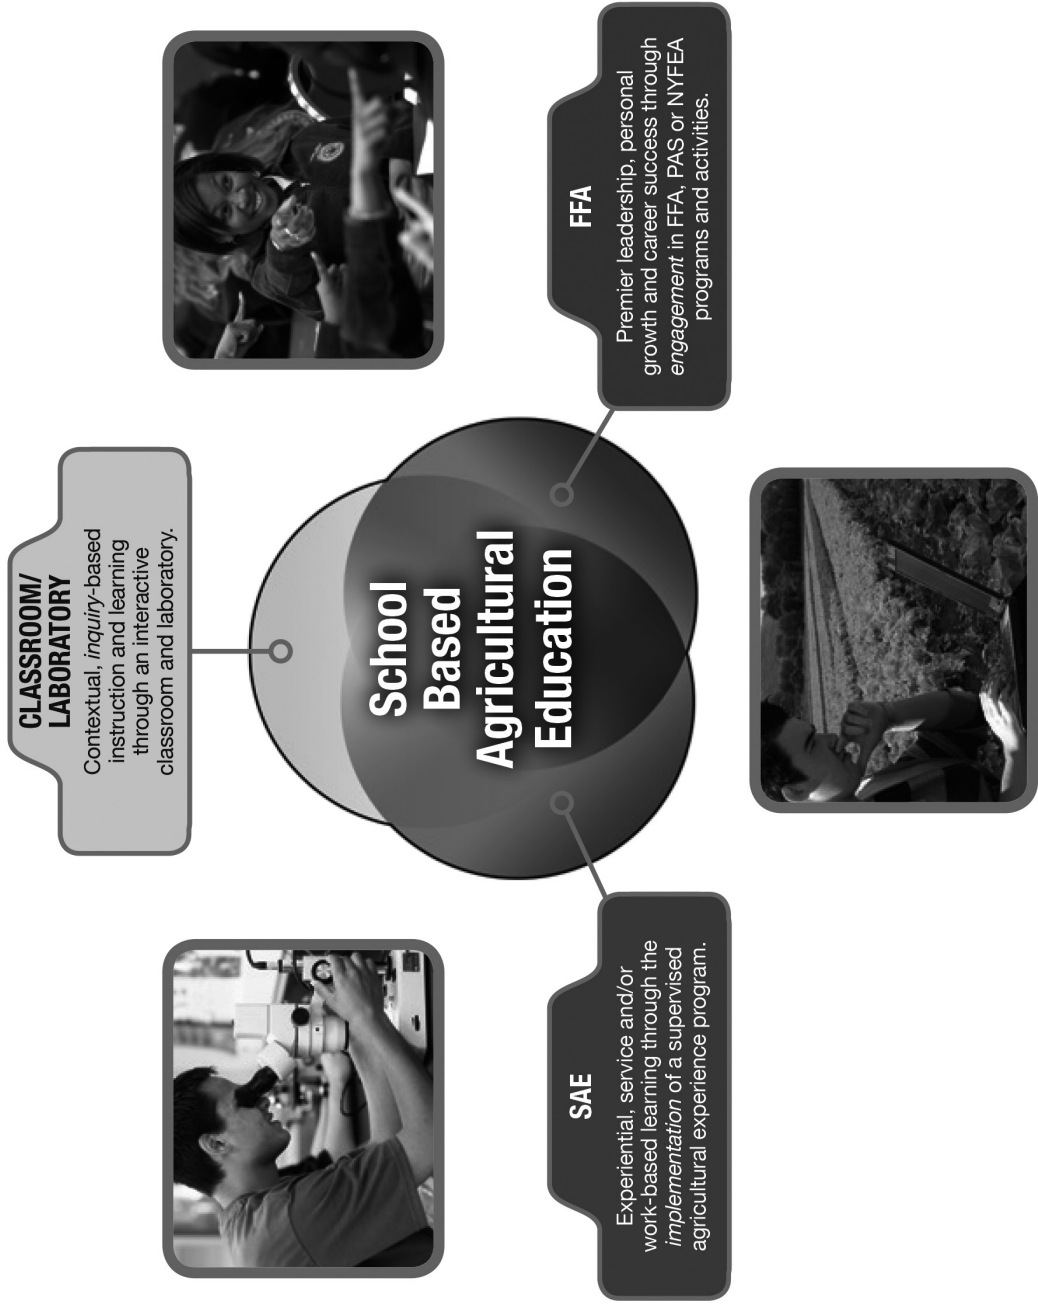 CLASSROOM/
LABORATORY
Contextual, inquiry-based
instruction and learning
through an interactive
classroom and laboratory.
School
Based
Agricultural
Education
SAE
Experiential, service and/or
work-based learning through the
implementation of a supervised
agricultural experience program.
FFA
Premier leadership, personal
growth and career success through
engagement in FFA, PAS or NYFEA
programs and activities.